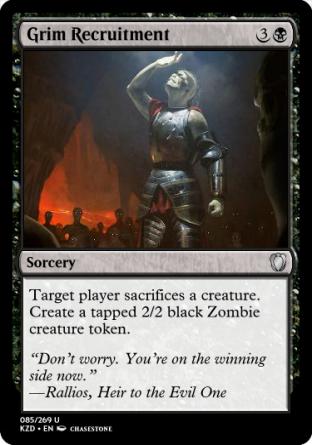 Grim Recruitment 3
Sorcery
Target player sacrifices a creature.
Create a tapped 2/2 black Zombie
creature token.
“Don’t worry. You’re on the winning
side now.”
—Rallios, Heir to the Evil One
085/269 U
KZD • EN CHASESTONE